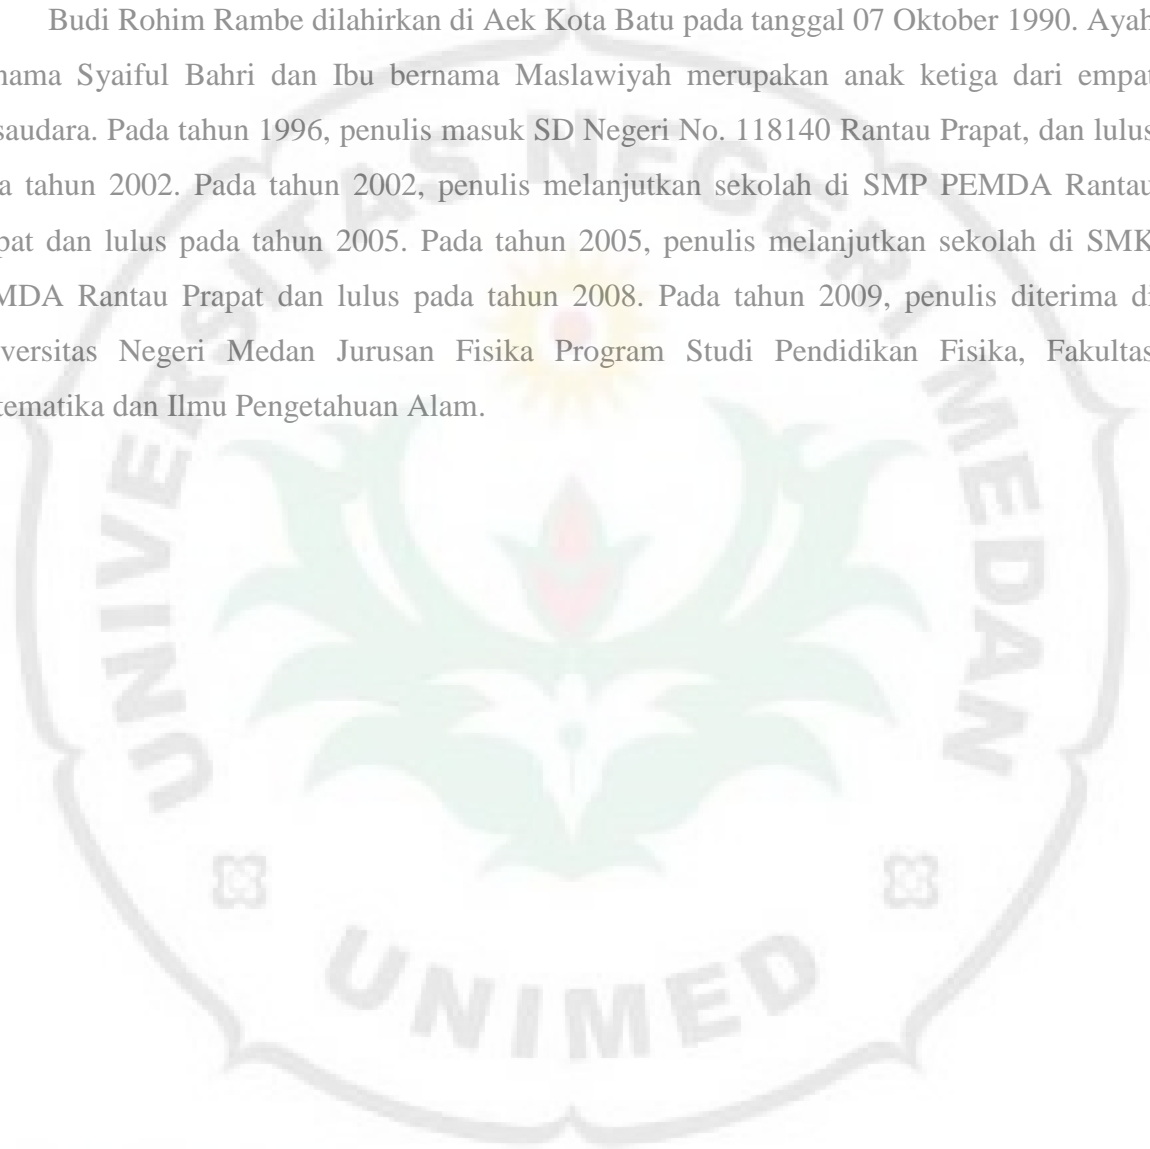 Budi Rohim Rambe dilahirkan di Aek Kota Batu pada tanggal 07 Oktober 1990. Ayah
nama Syaiful Bahri dan Ibu bernama Maslawiyah merupakan anak ketiga dari empat
saudara. Pada tahun 1996, penulis masuk SD Negeri No. 118140 Rantau Prapat, dan lulus
a tahun 2002. Pada tahun 2002, penulis melanjutkan sekolah di SMP PEMDA Rantau
pat dan lulus pada tahun 2005. Pada tahun 2005, penulis melanjutkan sekolah di SMK
MDA Rantau Prapat dan lulus pada tahun 2008. Pada tahun 2009, penulis diterima di
versitas Negeri Medan Jurusan Fisika Program Studi Pendidikan Fisika, Fakultas
tematika dan Ilmu Pengetahuan Alam.
UNIVERSITAS NEGERI MEDAN
UNIMED